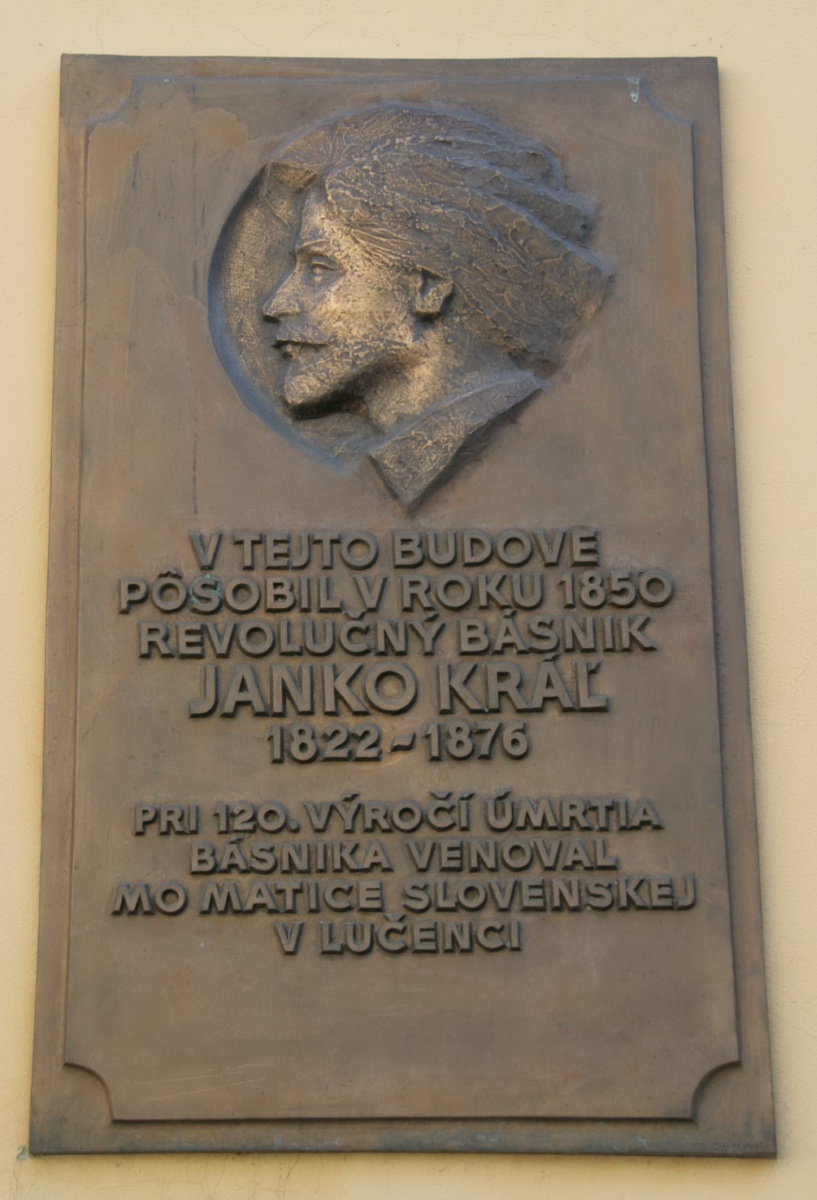 V TEJTO BUDOVE
PÔSOBIL V ROKU 1850
REVOLUČNÝ BÁSNIK
JANKO KRÁĽ
1822-1876
PRI 120. VÝROČÍ ÚMRTIA
BÁSNIKA VENOVAL
MO MATICE SLOVENSKEJ
V LUČENCI